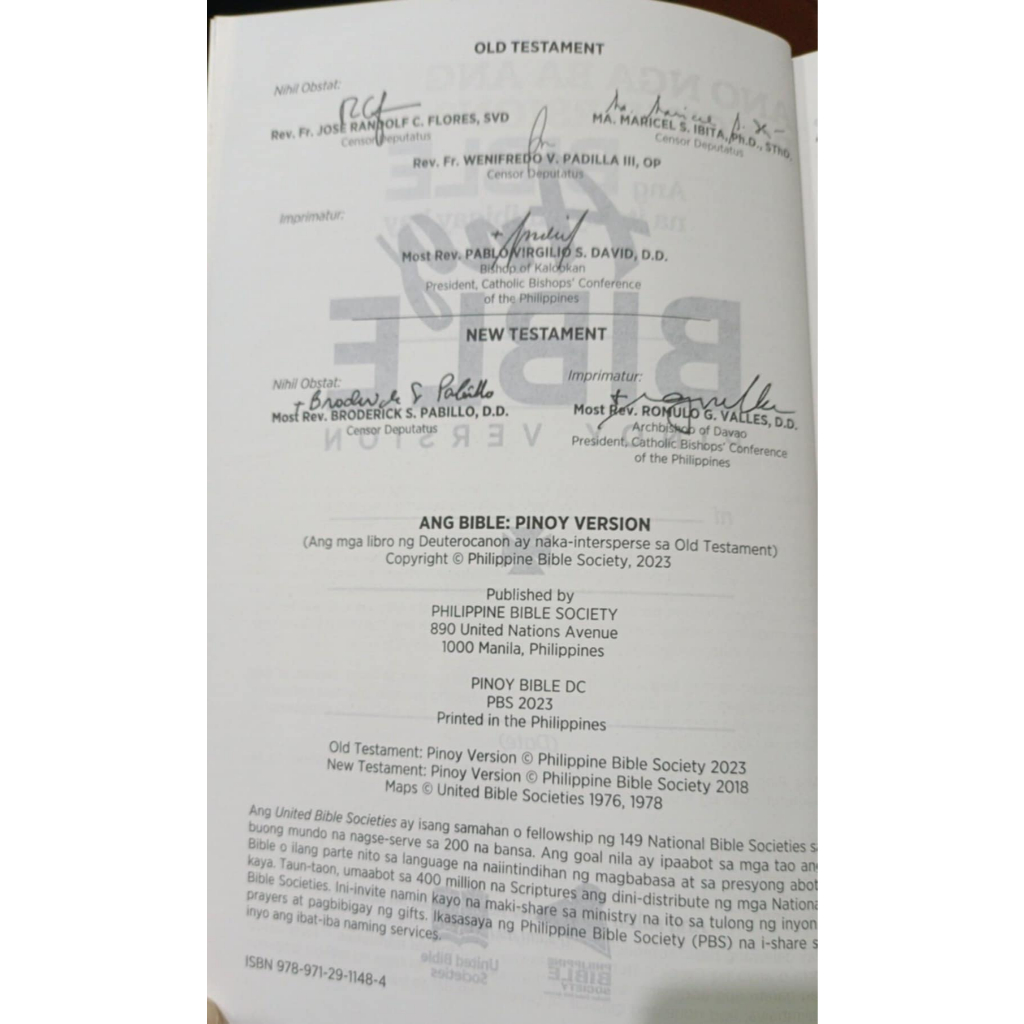 OLD TESTAMENT
Nihil Obstat:
Rev. Fr. JOSE RANDOLF C. FLORES, SVD
Censor Deputatus
MA. MARICEL S. IBITA, Ph.D., SThD.
Censor Deputatus
Rev. Fr. WENIFREDO V. PADILLA III, OP
Censor Deputatus
Imprimatur:
Most Rev. PABLO VIRGILIO S. DAVID, D.D.
Bishop of Kalookan
President, Catholic Bishops' Conference
of the Philippines
NEW TESTAMENT
Nihil Obstat:
Broderick S Pabillo
Most Rev. BRODERICK S. PABILLO, D.D.
Censor Deputatus
Imprimatur:
Most Rev. ROMULO G. VALLES, D.D.
Archbishop of Davao
President, Catholic Bishops' Conference
of the Philippines
ANG BIBLE: PINOY VERSION
(Ang mga libro ng Deuterocanon ay naka-intersperse sa Old Testament)
Copyright © Philippine Bible Society, 2023
Published by
PHILIPPINE BIBLE SOCIETY
890 United Nations Avenue
1000 Manila, Philippines
PINOY BIBLE DC
PBS 2023
Printed in the Philippines
Old Testament: Pinoy Version © Philippine Bible Society 2023
New Testament: Pinoy Version © Philippine Bible Society 2018
Maps © United Bible Societies 1976, 1978
Ang United Bible Societies ay isang samahan o fellowship ng 149 National Bible Societies s
buong mundo na nagse-serve sa 200 na bansa. Ang goal nila ay ipaabot sa mga tao an
Bible o ilang parte nito sa language na naiintindihan ng magbabasa at sa presyong abot
kaya. Taun-taon, umaabot sa 400 million na Scriptures ang dini-distribute ng mga Nationa
Bible Societies. Ini-invite namin kayo na maki-share sa ministry na ito sa tulong ng inyon
prayers at pagbibigay ng gifts. Ikasasaya ng Philippine Bible Society (PBS) na i-share s
inyo ang ibat-iba naming services.
ISBN 978-971-29-1148-4